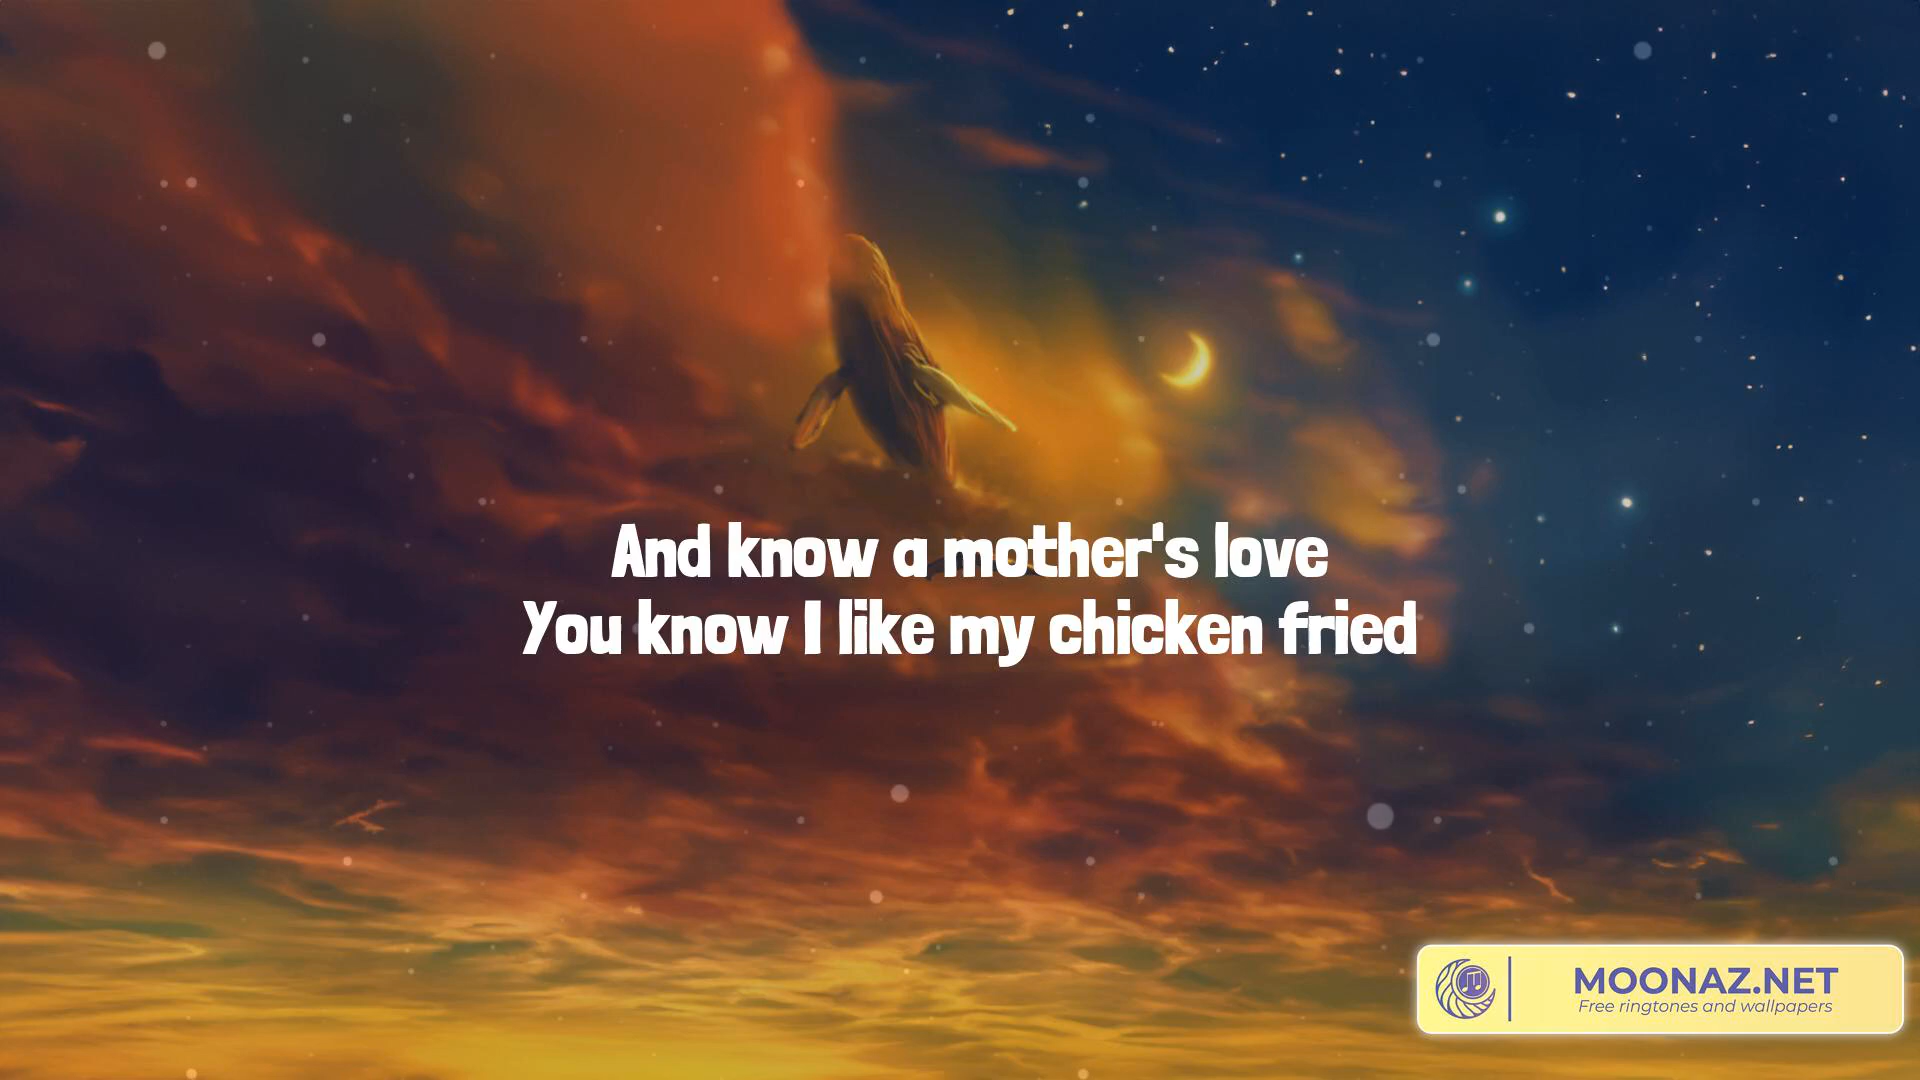 And know a mother's love
You know I like my chicken fried
MOONAZ.NET
Free ringtones and wallpapers